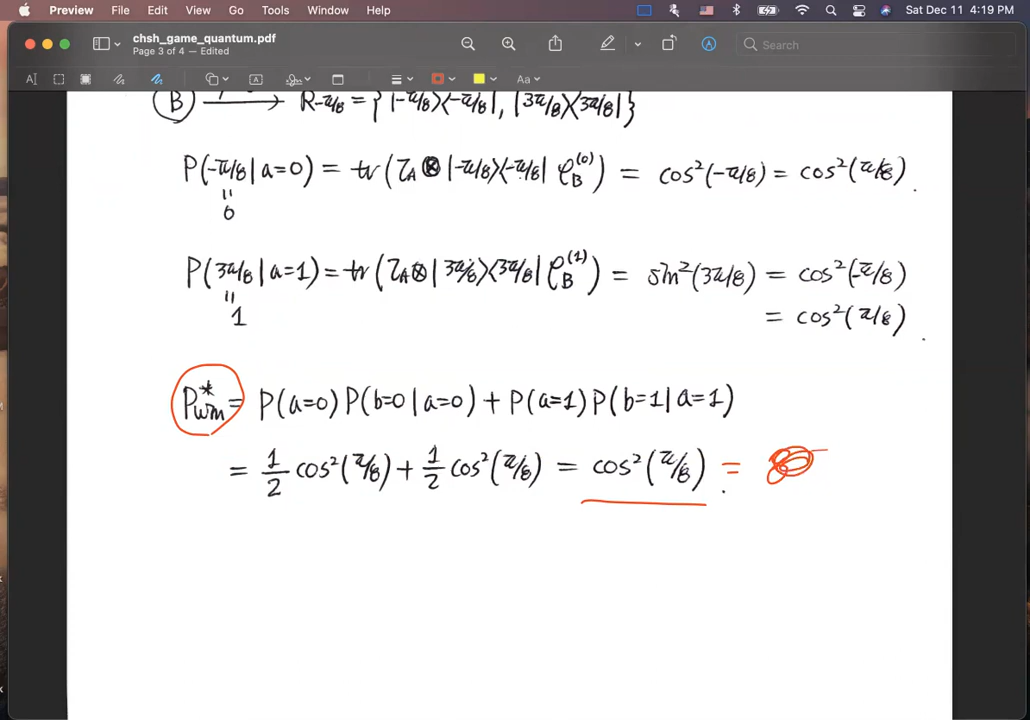 Preview File Edit View Go Tools Window Help Sat Dec 11 4:19 PM
chsh_game_quantum.pdf
Page 3 of 4 — Edited
Search
Aa
(B) → R-π/8 = {|-π/8⟩⟨-π/8|, |3π/8⟩⟨3π/8|}
P(-π/8|a=0) = tr(I_A ⊗ |-π/8⟩⟨-π/8| ρ_B^(0)) = cos²(-π/8) = cos²(π/8).
"
0
P(3π/8|a=1) = tr(I_A ⊗ |3π/8⟩⟨3π/8| ρ_B^(1)) = sin²(3π/8) = cos²(-π/8)
"
1 = cos²(π/8).
P*win = P(a=0)P(b=0|a=0) + P(a=1)P(b=1|a=1)
= 1/2 cos²(π/8) + 1/2 cos²(π/8) = cos²(π/8). =